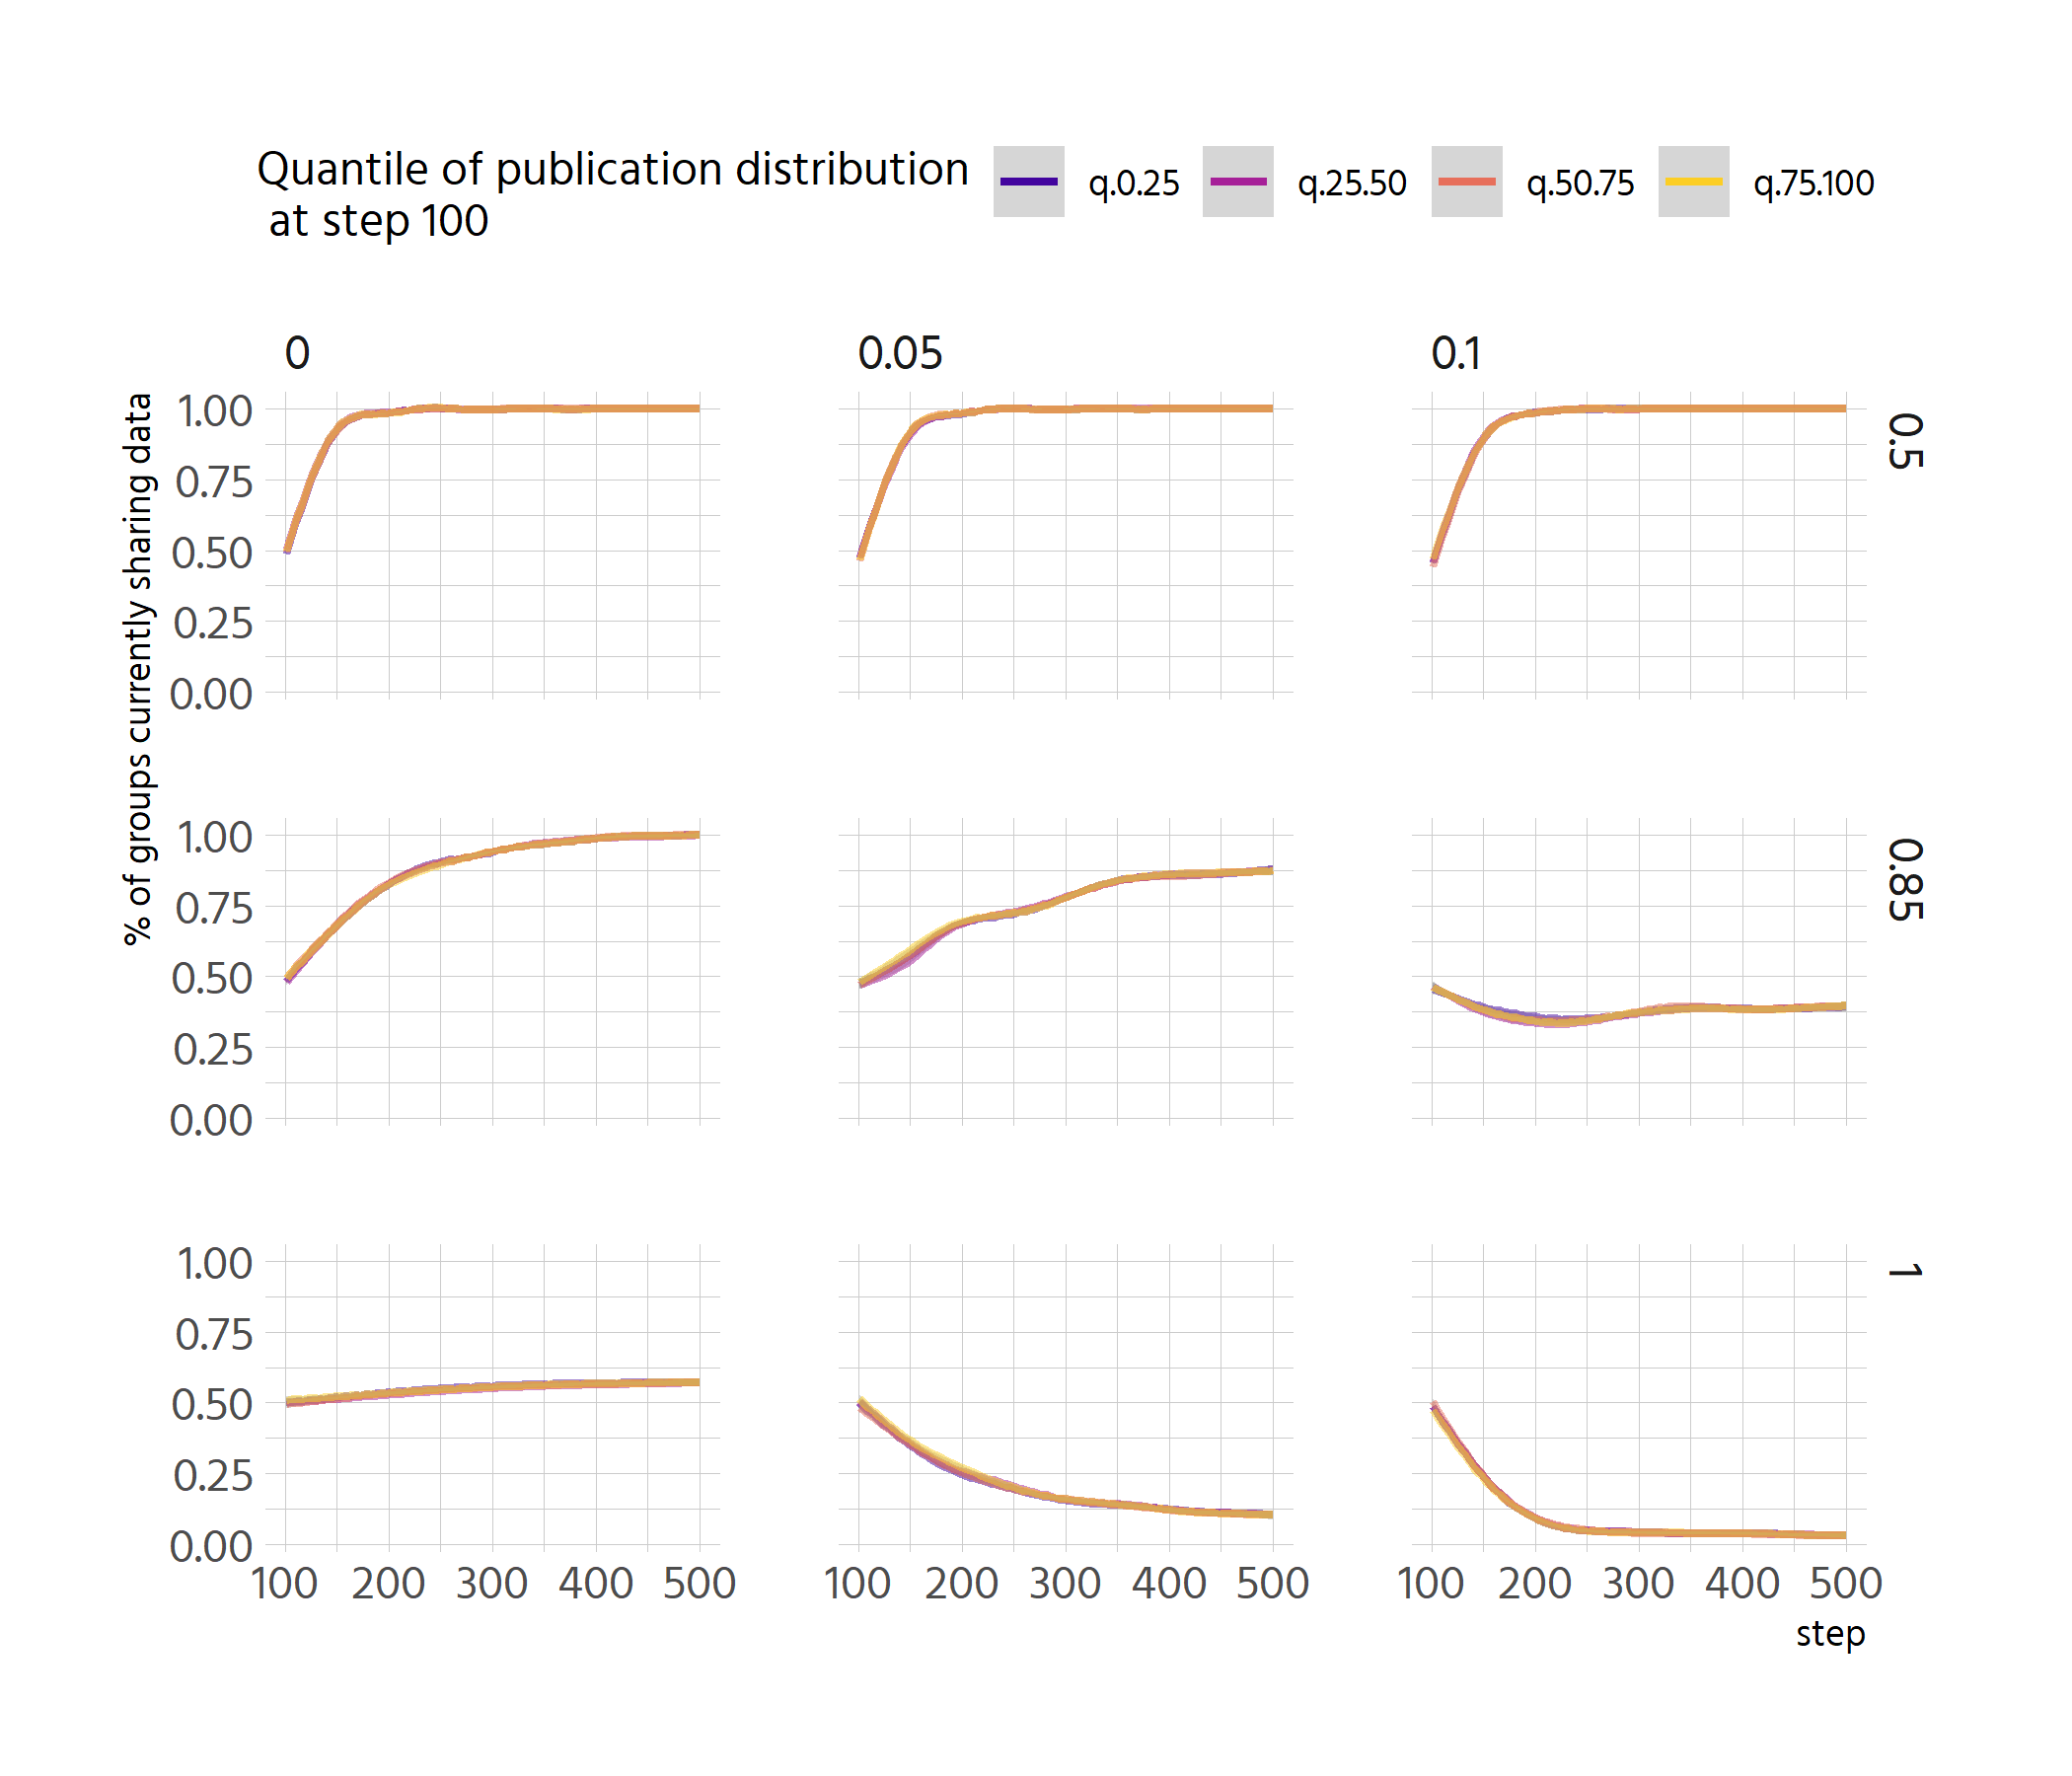 Quantile of publication distribution
at step 100
q.0.25 q.25.50 q.50.75 q.75.100
0 0.05 0.1
% of groups currently sharing data
1.00
0.75
0.50
0.25
0.00
0.5
1.00
0.75
0.50
0.25
0.00
0.85
1.00
0.75
0.50
0.25
0.00
1
100 200 300 400 500 100 200 300 400 500 100 200 300 400 500
step